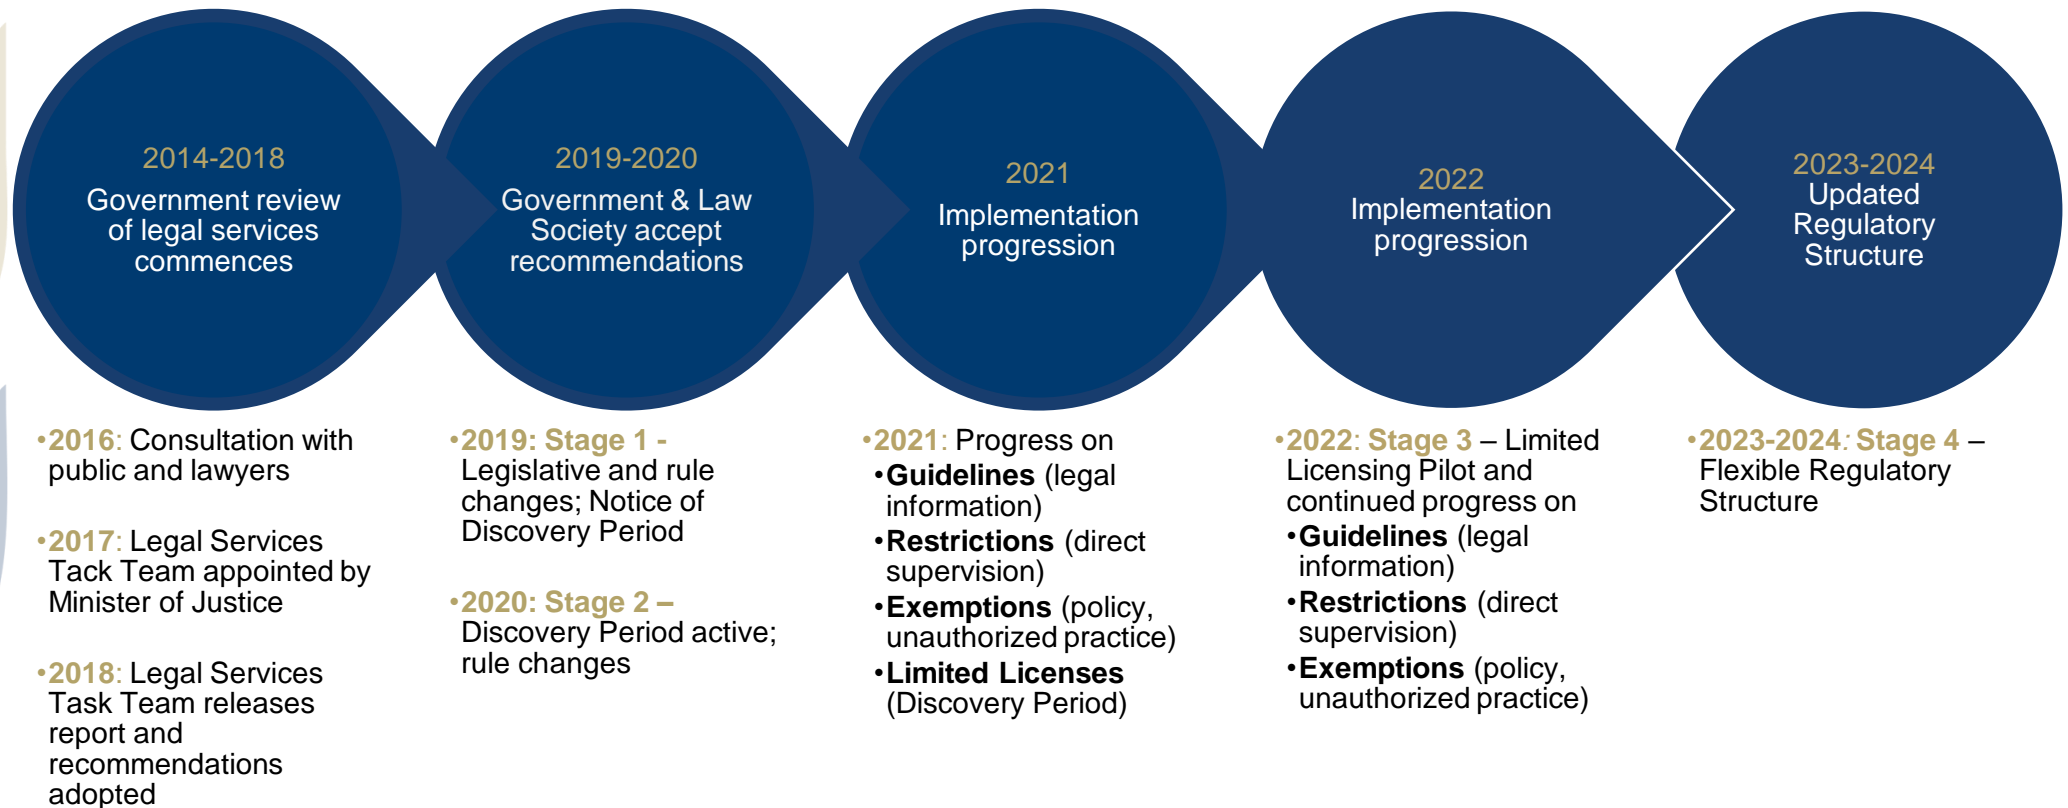 2014-2018
Government review
of legal services
commences
2019-2020
Government & Law
Society accept
recommendations
2021
Implementation
progression
2022
Implementation
progression
2023-2024
Updated
Regulatory
Structure
•2016: Consultation with
public and lawyers
•2017: Legal Services
Tack Team appointed by
Minister of Justice
•2018: Legal Services
Task Team releases
report and
recommendations
adopted
•2019: Stage 1 -
Legislative and rule
changes; Notice of
Discovery Period
•2020: Stage 2 –
Discovery Period active;
rule changes
•2021: Progress on
•Guidelines (legal
information)
•Restrictions (direct
supervision)
•Exemptions (policy,
unauthorized practice)
•Limited Licenses
(Discovery Period)
•2022: Stage 3 – Limited
Licensing Pilot and
continued progress on
•Guidelines (legal
information)
•Restrictions (direct
supervision)
•Exemptions (policy,
unauthorized practice)
•2023-2024: Stage 4 –
Flexible Regulatory
Structure